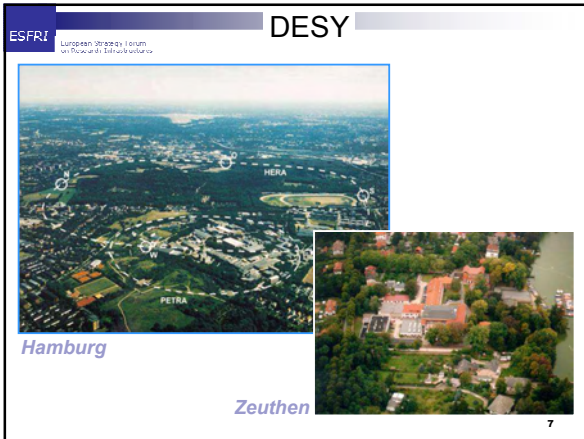 DESY
ESFRI
European Strategy Forum
on Research Infrastructures
HERA
N
O
S
W
PETRA
Hamburg
Zeuthen
7